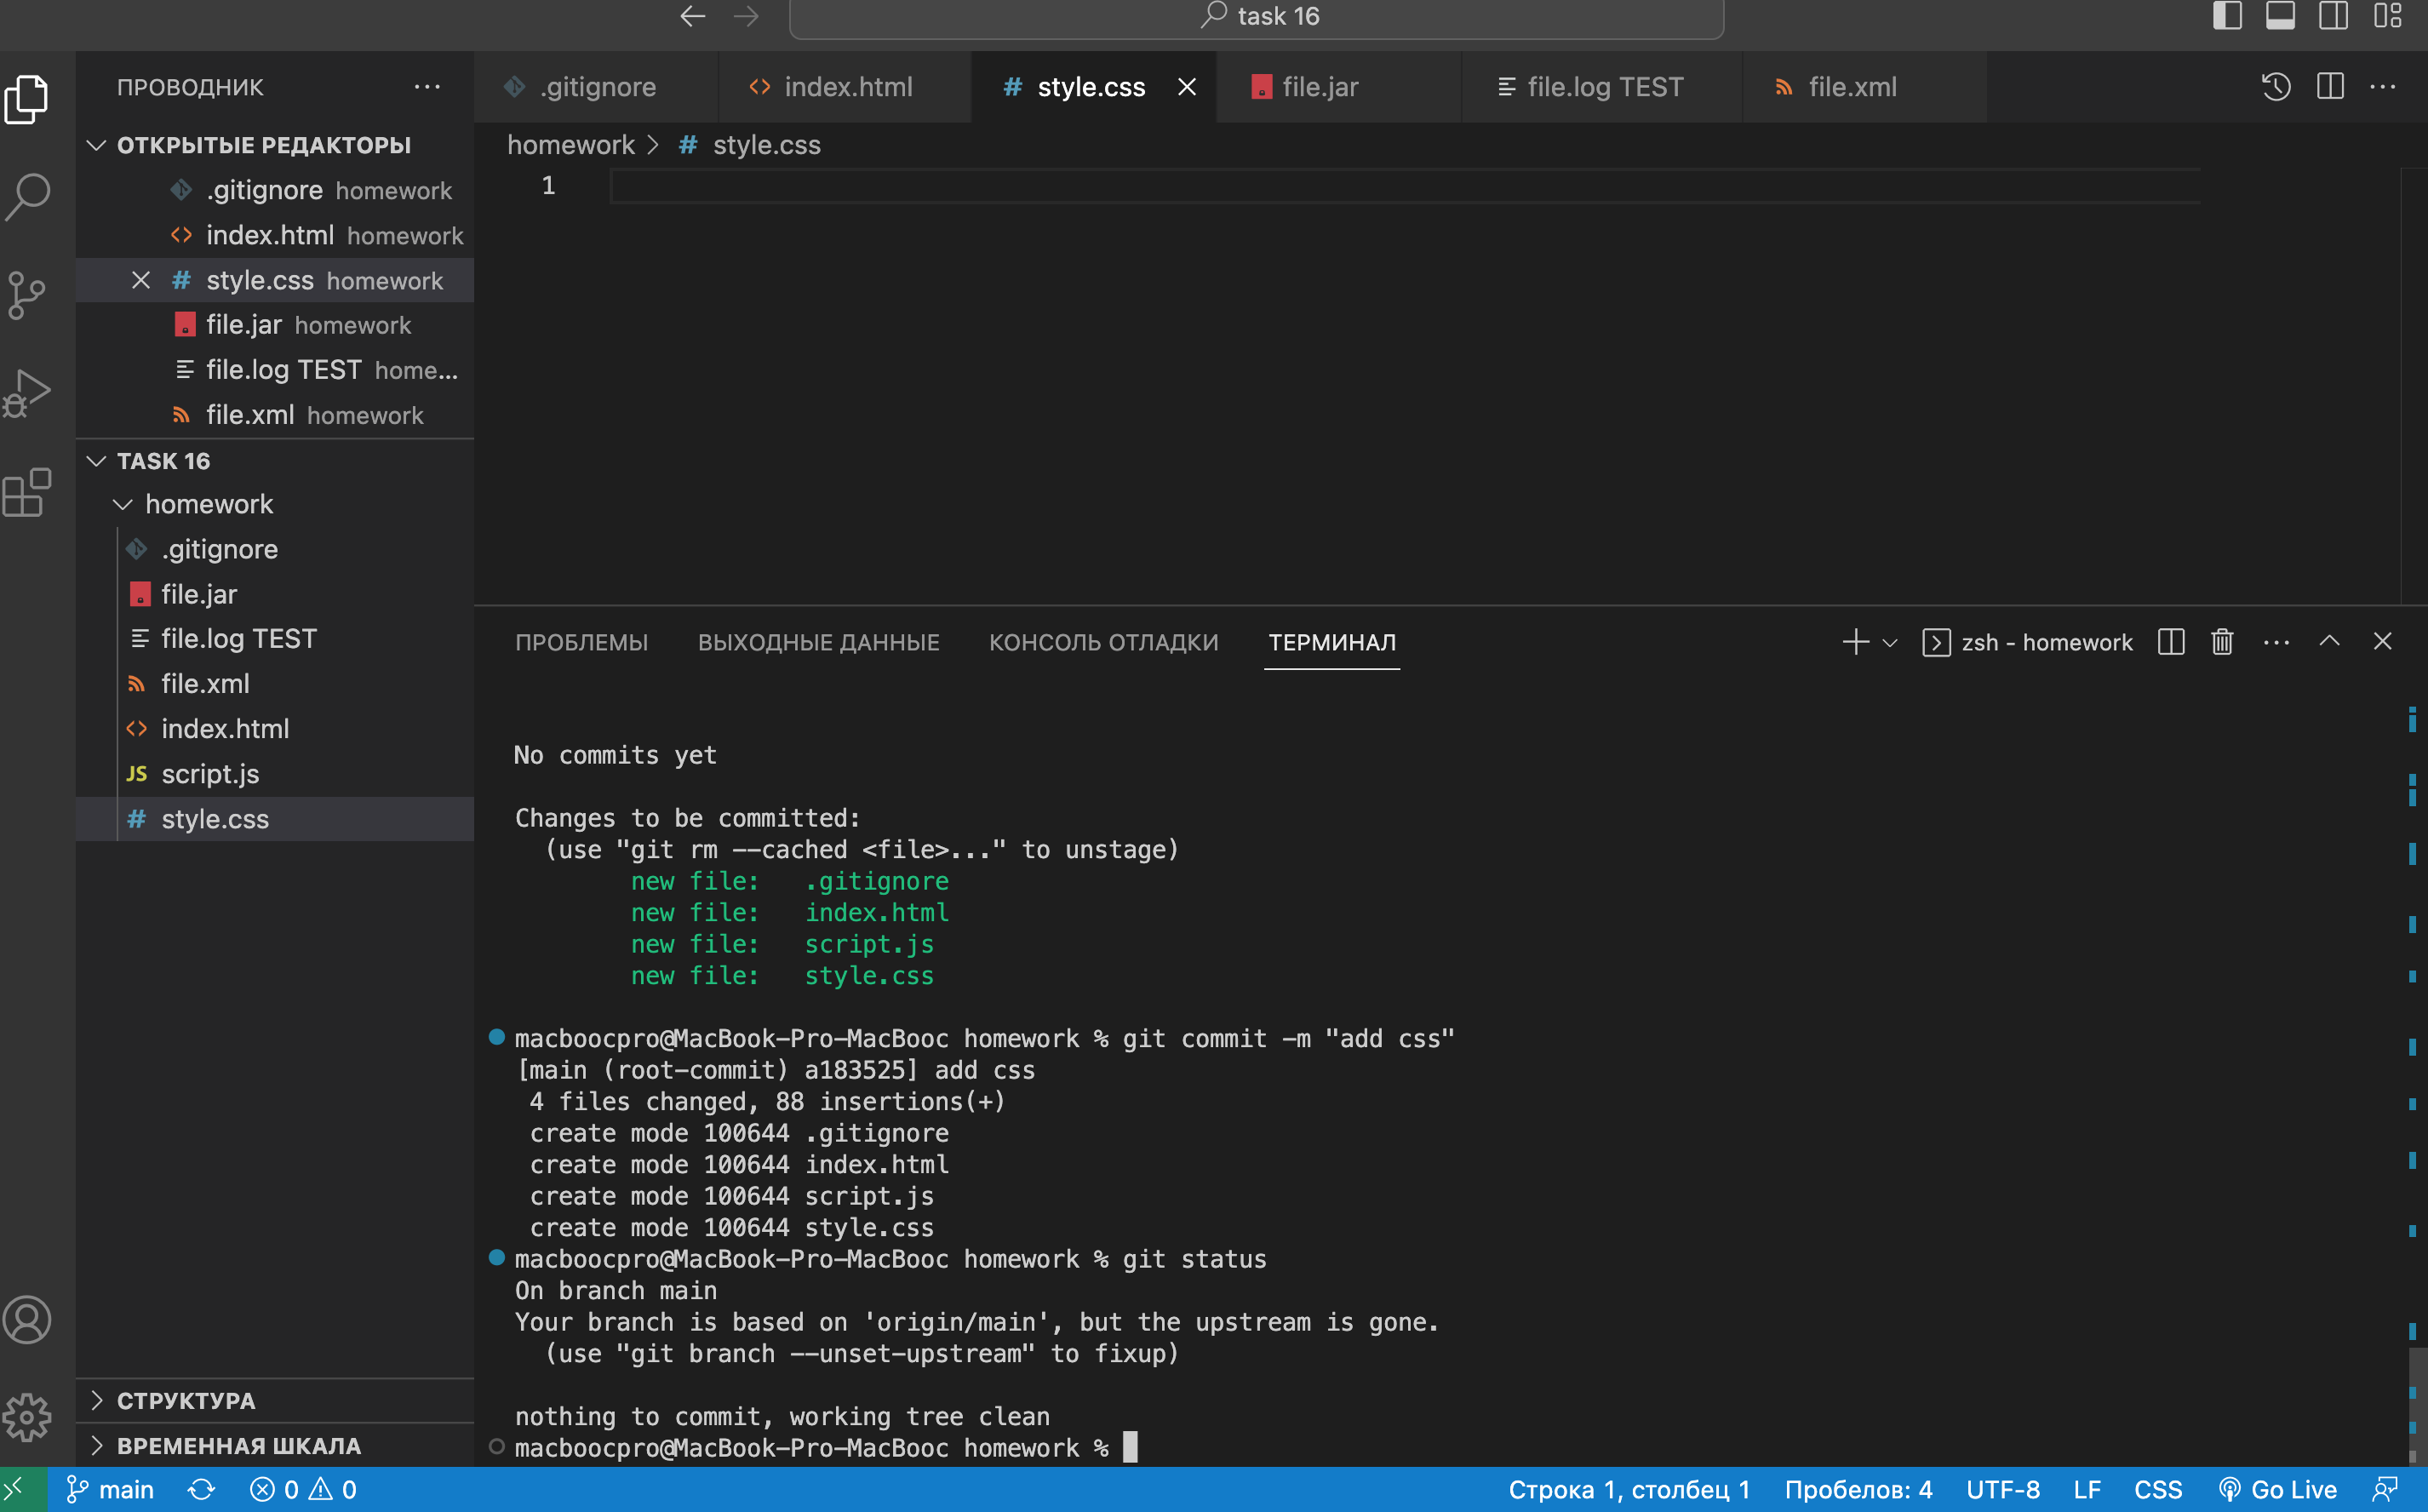 task 16
ПРОВОДНИК
ОТКРЫТЫЕ РЕДАКТОРЫ
.gitignore homework
index.html homework
style.css homework
file.jar homework
file.log TEST home...
file.xml homework
TASK 16
homework
.gitignore
file.jar
file.log TEST
file.xml
index.html
JS script.js
# style.css
СТРУКТУРА
ВРЕМЕННАЯ ШКАЛА
.gitignore
index.html
# style.css
file.jar
file.log TEST
file.xml
homework > # style.css
1
ПРОБЛЕМЫ ВЫХОДНЫЕ ДАННЫЕ КОНСОЛЬ ОТЛАДКИ ТЕРМИНАЛ
zsh - homework
No commits yet
Changes to be committed:
(use "git rm --cached <file>..." to unstage)
new file: .gitignore
new file: index.html
new file: script.js
new file: style.css
macboocpro@MacBook-Pro-MacBooc homework % git commit -m "add css"
[main (root-commit) a183525] add css
4 files changed, 88 insertions(+)
create mode 100644 .gitignore
create mode 100644 index.html
create mode 100644 script.js
create mode 100644 style.css
macboocpro@MacBook-Pro-MacBooc homework % git status
On branch main
Your branch is based on 'origin/main', but the upstream is gone.
(use "git branch --unset-upstream" to fixup)
nothing to commit, working tree clean
macboocpro@MacBook-Pro-MacBooc homework %
main 0 0
Строка 1, столбец 1 Пробелов: 4 UTF-8 LF CSS Go Live